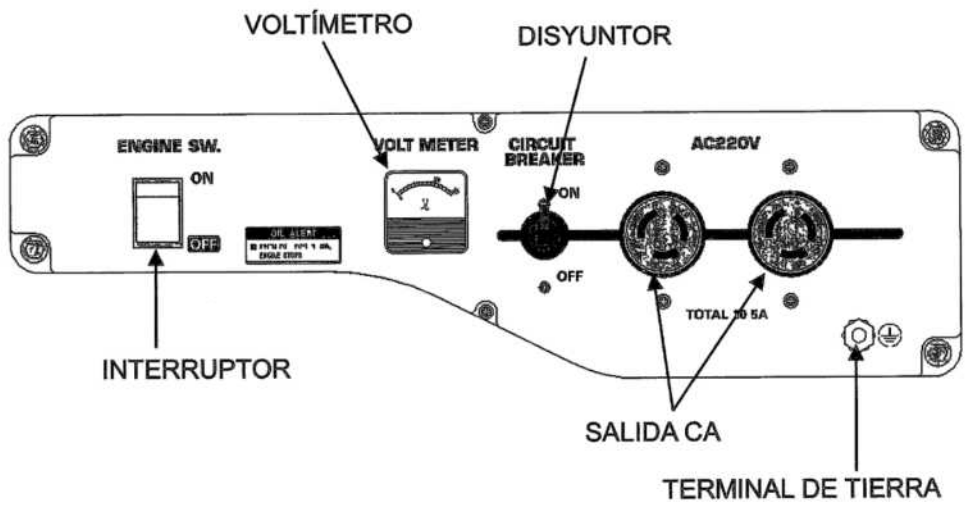 VOLTÍMETRO
DISYUNTOR
ENGINE SW.
ON
OFF
OIL ALERT
VOLT METER
CIRCUIT
BREAKER
ON
OFF
AC220V
TOTAL
INTERRUPTOR
SALIDA CA
TERMINAL DE TIERRA